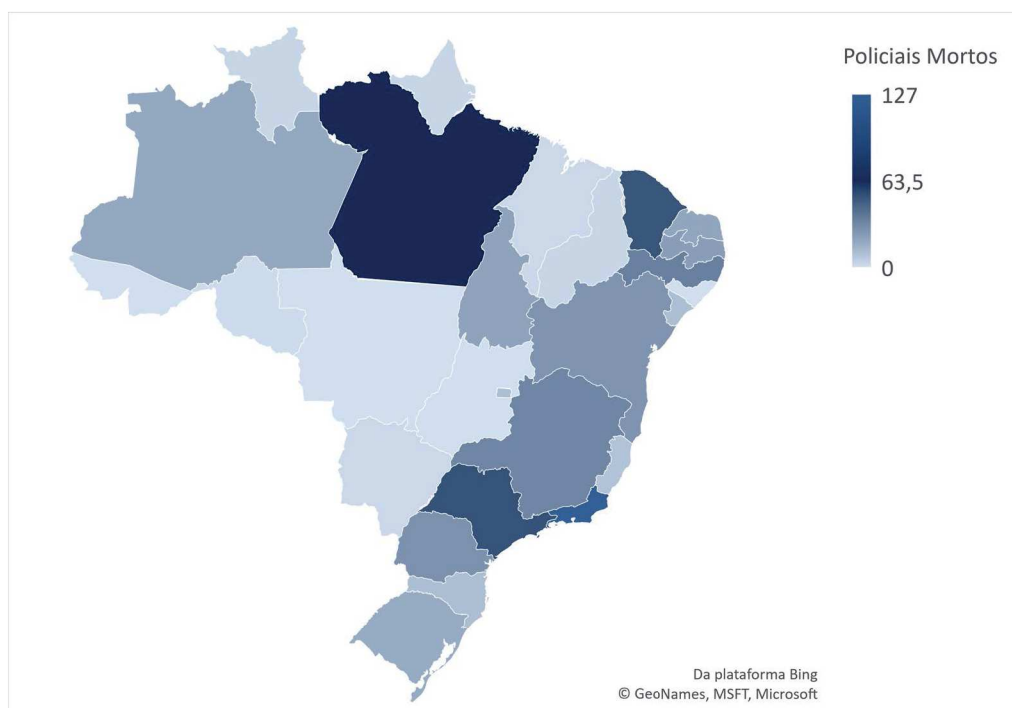 Policiais Mortos
127
63,5
0
Da plataforma Bing
© GeoNames, MSFT, Microsoft